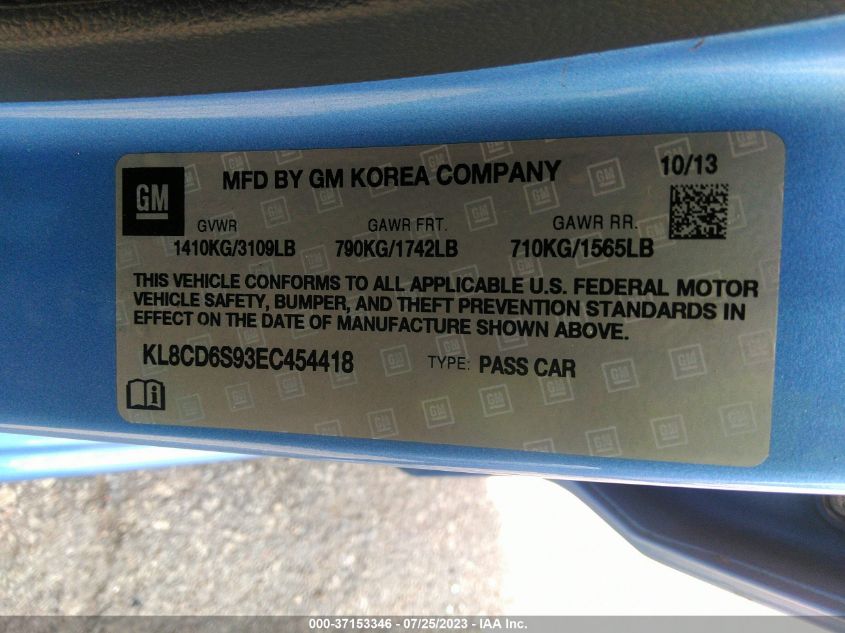 GM
MFD BY GM KOREA COMPANY
10/13
GVWR GAWR FRT. GAWR RR.
1410KG/3109LB 790KG/1742LB 710KG/1565LB
THIS VEHICLE CONFORMS TO ALL APPLICABLE U.S. FEDERAL MOTOR
VEHICLE SAFETY, BUMPER, AND THEFT PREVENTION STANDARDS IN
EFFECT ON THE DATE OF MANUFACTURE SHOWN ABOVE.
KL8CD6S93EC454418 TYPE: PASS CAR
000-37153346 - 07/25/2023 - IAA Inc.